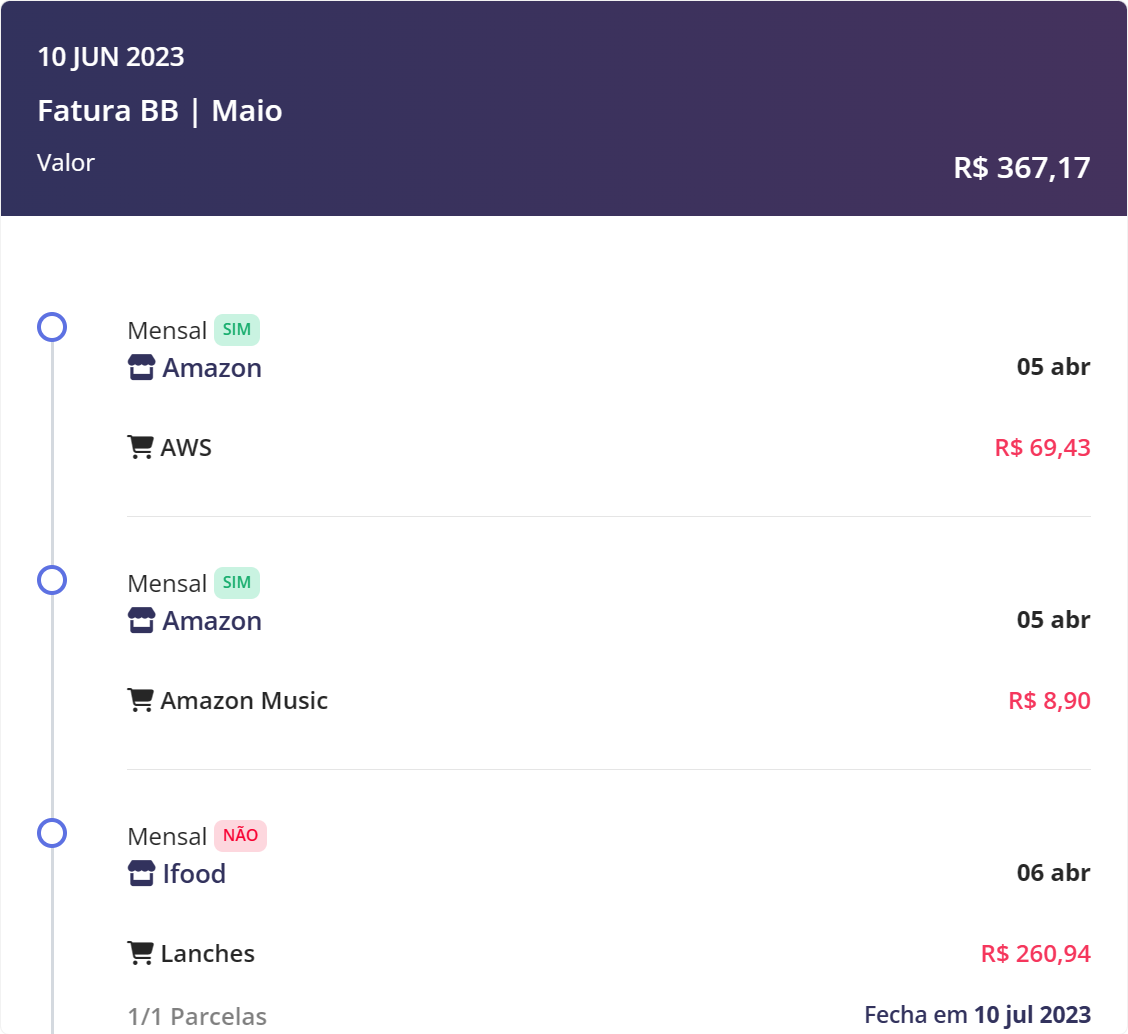 10 JUN 2023
Fatura BB | Maio
Valor R$ 367,17
Mensal SIM
Amazon 05 abr
AWS R$ 69,43
Mensal SIM
Amazon 05 abr
Amazon Music R$ 8,90
Mensal NÃO
Ifood 06 abr
Lanches R$ 260,94
1/1 Parcelas Fecha em 10 jul 2023